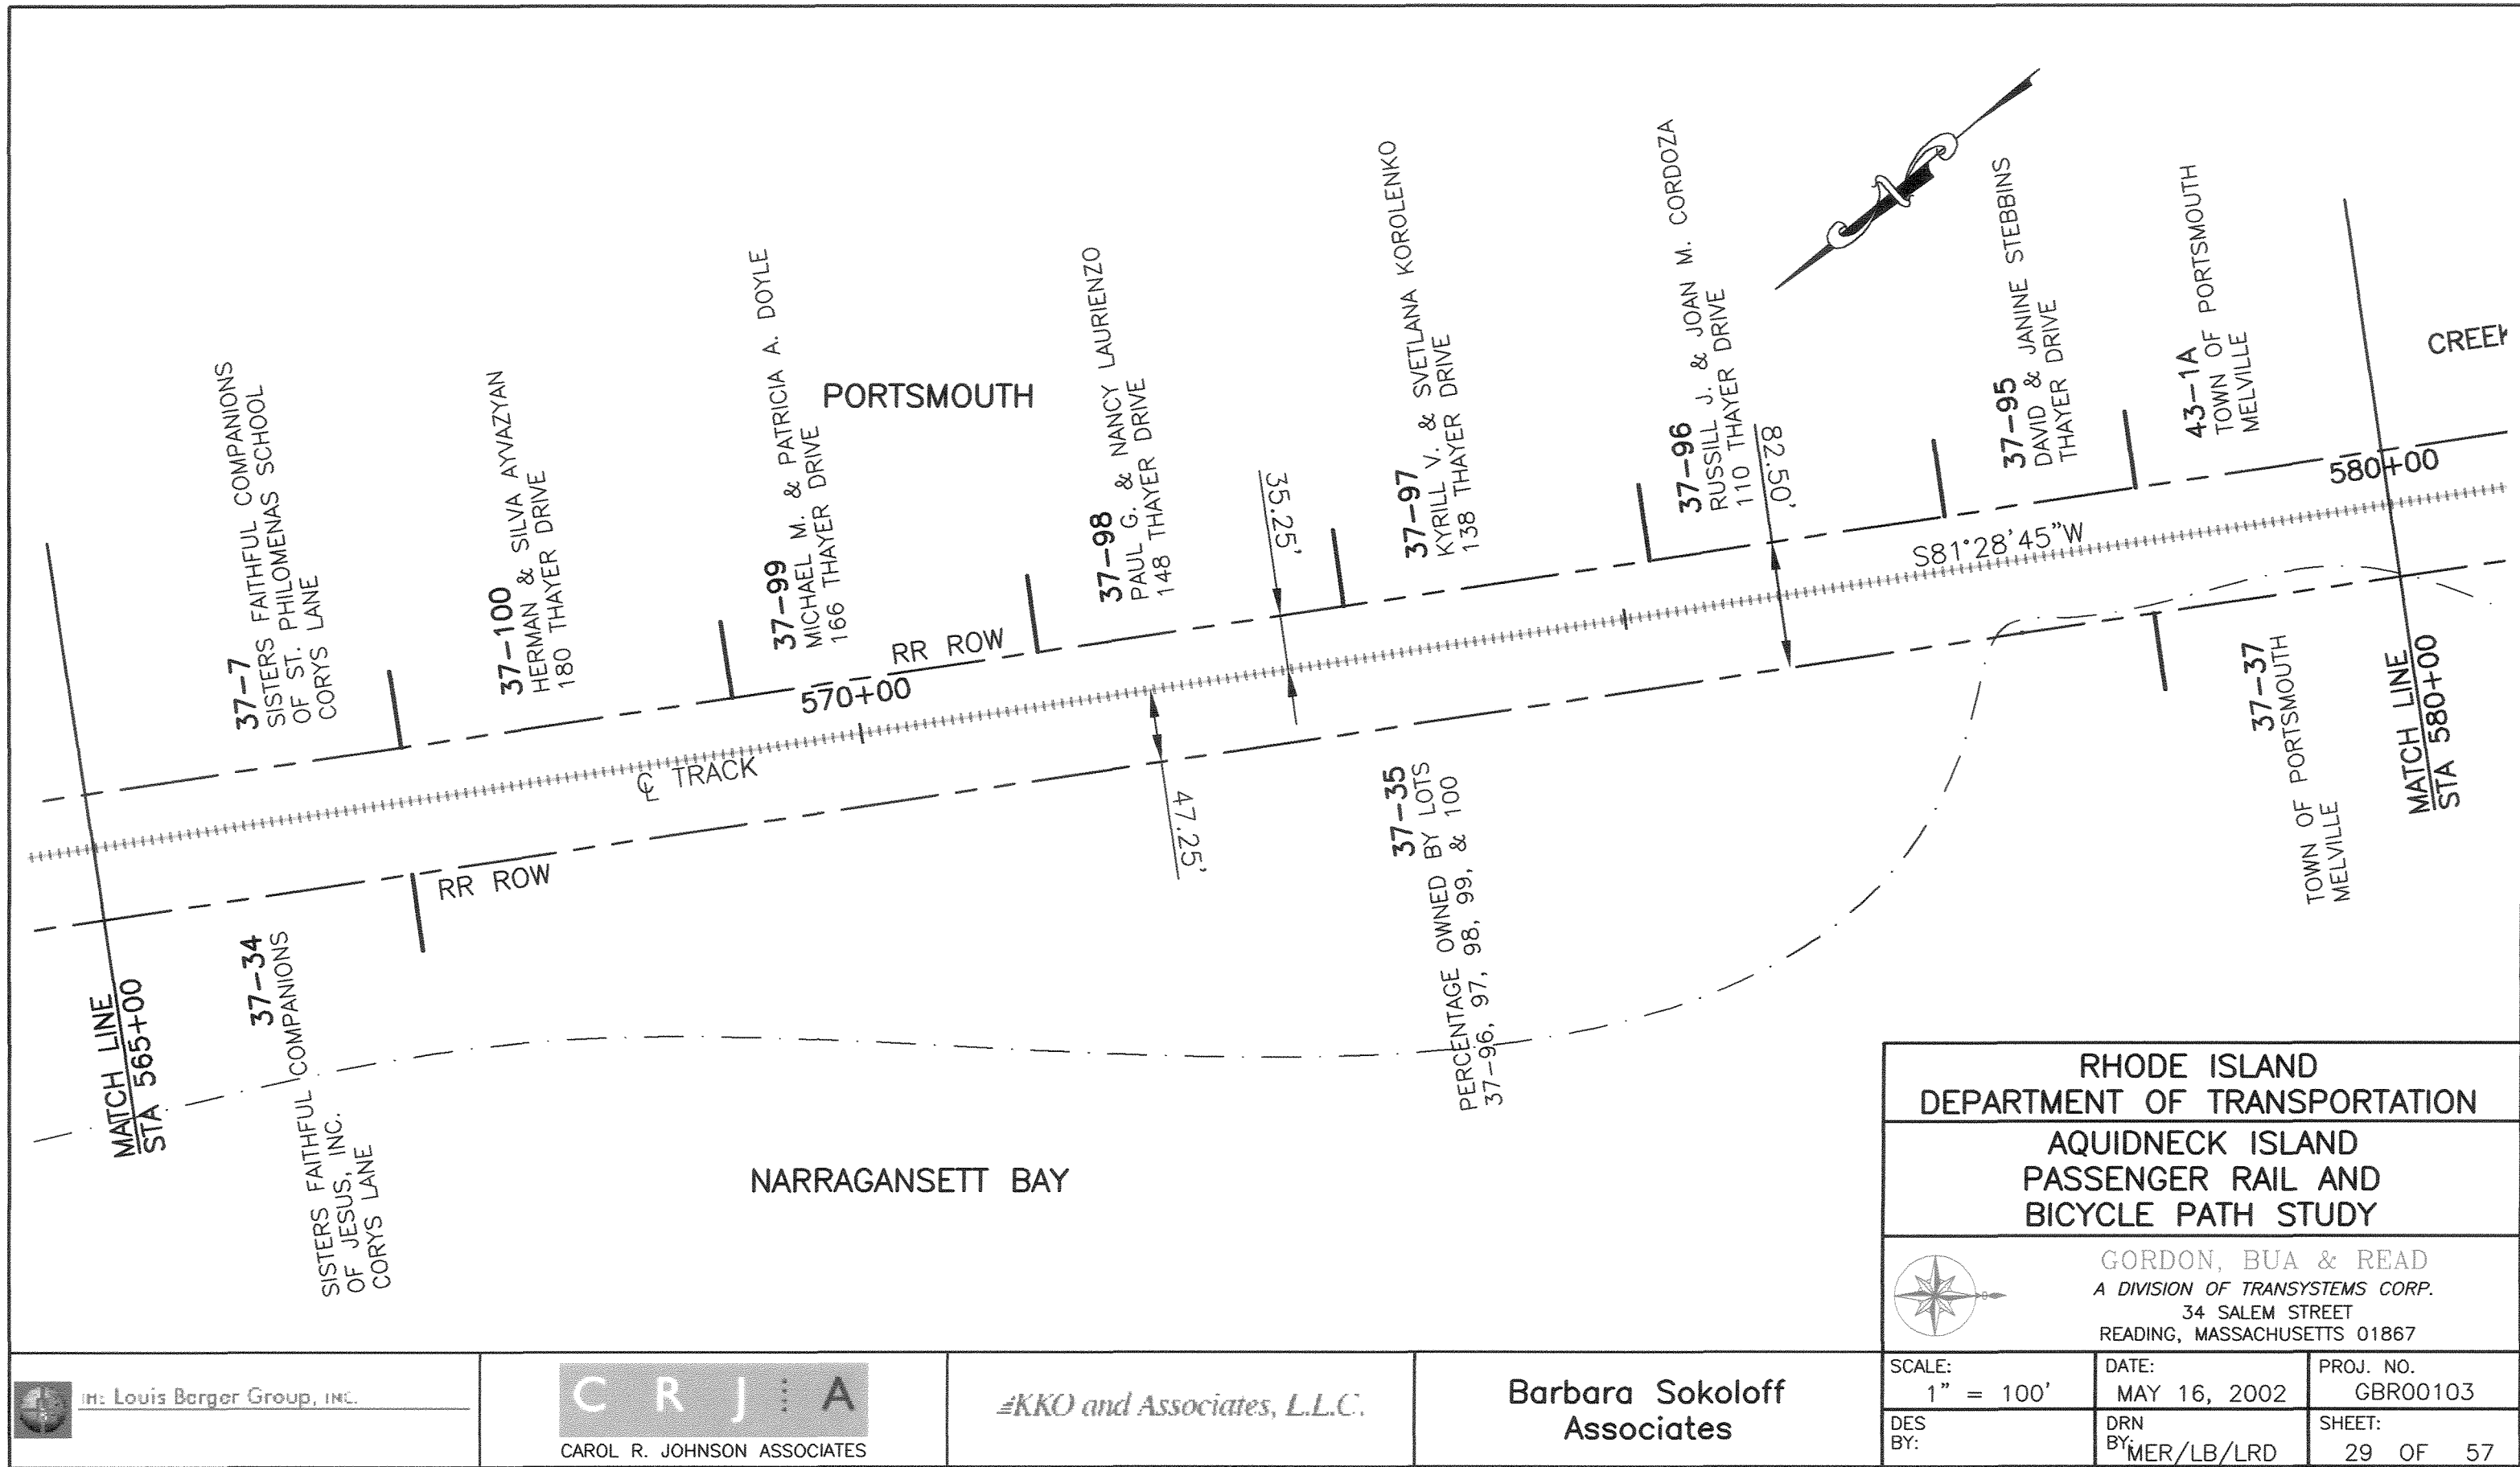 37-7
SISTERS FAITHFUL COMPANIONS
OF ST. PHILOMENAS SCHOOL
CORYS LANE
37-100
HERMAN & SILVA AYVAZYAN
180 THAYER DRIVE
37-99
MICHAEL M. & PATRICIA A. DOYLE
166 THAYER DRIVE
PORTSMOUTH
37-98
PAUL G. & NANCY LAURIENZO
148 THAYER DRIVE
35.25'
37-97
KYRILL V. & SVETLANA KOROLENKO
138 THAYER DRIVE
37-96
RUSSILL J. & JOAN M. CORDOZA
110 THAYER DRIVE
82.50'
37-95
DAVID & JANINE STEBBINS
THAYER DRIVE
43-1A
TOWN OF PORTSMOUTH
MELVILLE
CREEK
580+00
S81°28'45"W
RR ROW
570+00
℄ TRACK
RR ROW
47.25'
MATCH LINE
STA 565+00
37-34
SISTERS FAITHFUL COMPANIONS
OF JESUS, INC.
CORYS LANE
37-35
PERCENTAGE OWNED BY LOTS
37-96, 97, 98, 99, & 100
37-37
TOWN OF PORTSMOUTH
MELVILLE
MATCH LINE
STA 580+00
NARRAGANSETT BAY
RHODE ISLAND
DEPARTMENT OF TRANSPORTATION
AQUIDNECK ISLAND
PASSENGER RAIL AND
BICYCLE PATH STUDY
GORDON, BUA & READ
A DIVISION OF TRANSYSTEMS CORP.
34 SALEM STREET
READING, MASSACHUSETTS 01867
THE Louis Berger Group, INC.
C R J A
CAROL R. JOHNSON ASSOCIATES
KKO and Associates, L.L.C.
Barbara Sokoloff
Associates
SCALE:
1" = 100'
DATE:
MAY 16, 2002
PROJ. NO.
GBR00103
DES
BY:
DRN
BY: MER/LB/LRD
SHEET:
29 OF 57